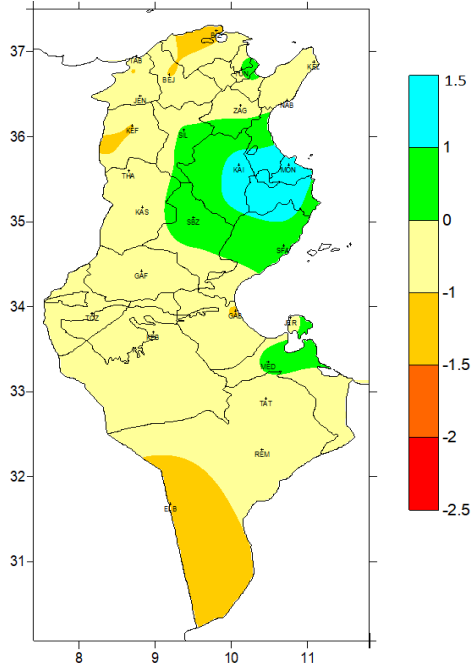 37
36
35
34
33
32
31
8
9
10
11
BIZ
TAB
BEJ
TUN
KEL
JEN
ZAG
NAB
KEF
SIL
THA
KAI
MON
KAS
SBZ
SFA
GAF
TOZ
GAB
JER
KEB
MED
TAT
REM
ELB
1.5
1
0
-1
-1.5
-2
-2.5